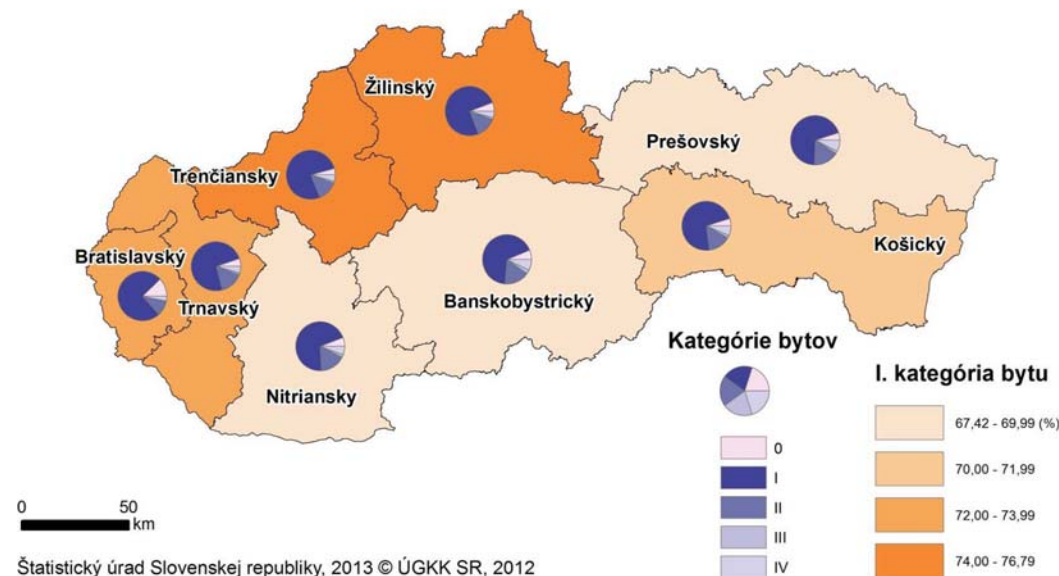 Žilinský
Prešovský
Trenčiansky
Košický
Bratislavský
Trnavský
Banskobystrický
Nitriansky
Kategórie bytov
0
I
II
III
IV
I. kategória bytu
67,42 - 69,99 (%)
70,00 - 71,99
72,00 - 73,99
74,00 - 76,79
0 50
km
Štatistický úrad Slovenskej republiky, 2013 © ÚGKK SR, 2012